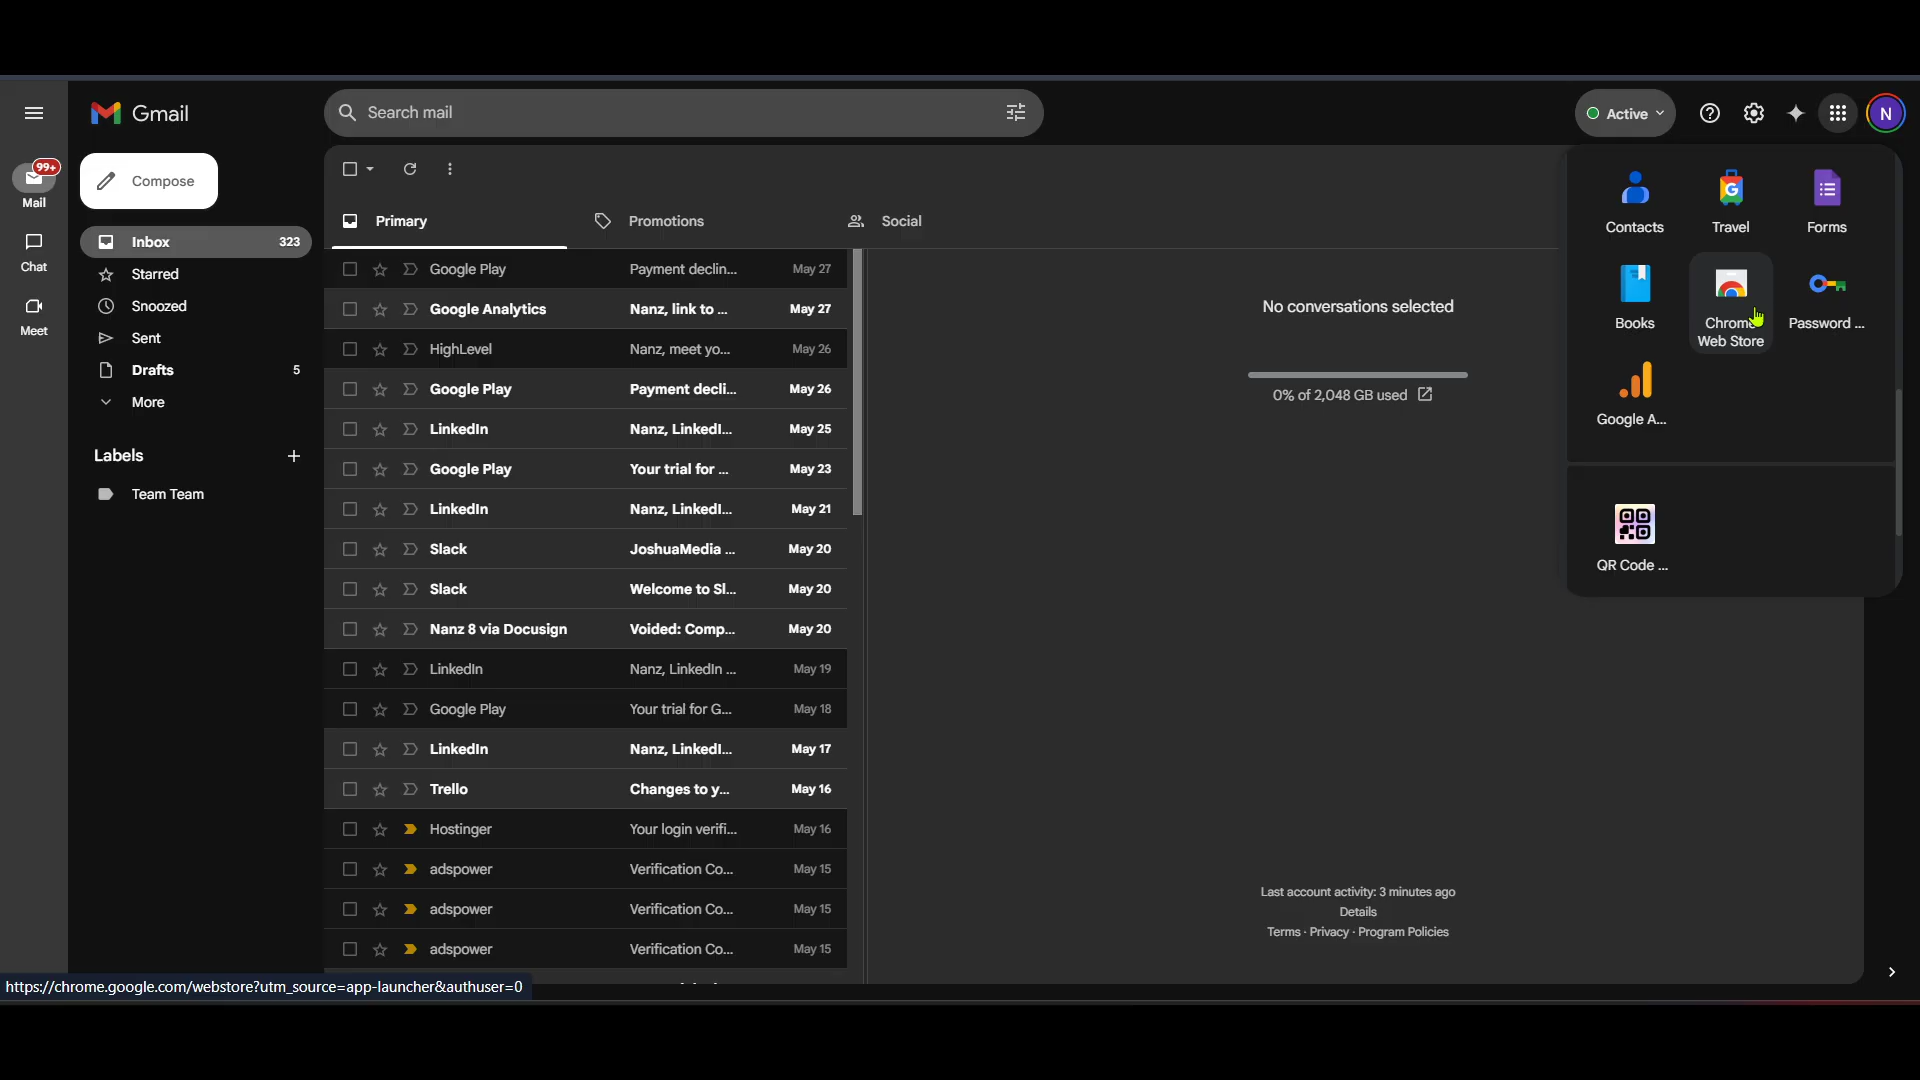 Gmail
Search mail
Active
N
99+
Mail
Chat
Meet
Compose
Inbox 323
Starred
Snoozed
Sent
Drafts 5
More
Labels
Team Team
Primary
Promotions
Social
Google Play Payment declin... May 27
Google Analytics Nanz, link to ... May 27
HighLevel Nanz, meet yo... May 26
Google Play Payment decli... May 26
LinkedIn Nanz, LinkedI... May 25
Google Play Your trial for ... May 23
LinkedIn Nanz, LinkedI... May 21
Slack JoshuaMedia ... May 20
Slack Welcome to Sl... May 20
Nanz 8 via Docusign Voided: Comp... May 20
LinkedIn Nanz, LinkedIn ... May 19
Google Play Your trial for G... May 18
LinkedIn Nanz, LinkedI... May 17
Trello Changes to y... May 16
Hostinger Your login verifi... May 16
adspower Verification Co... May 15
adspower Verification Co... May 15
adspower Verification Co... May 15
No conversations selected
0% of 2,048 GB used
Last account activity: 3 minutes ago
Details
Terms · Privacy · Program Policies
Contacts Travel Forms
Books Chrome Web Store Password ...
Google A...
QR Code ...
https://chrome.google.com/webstore?utm_source=app-launcher&authuser=0